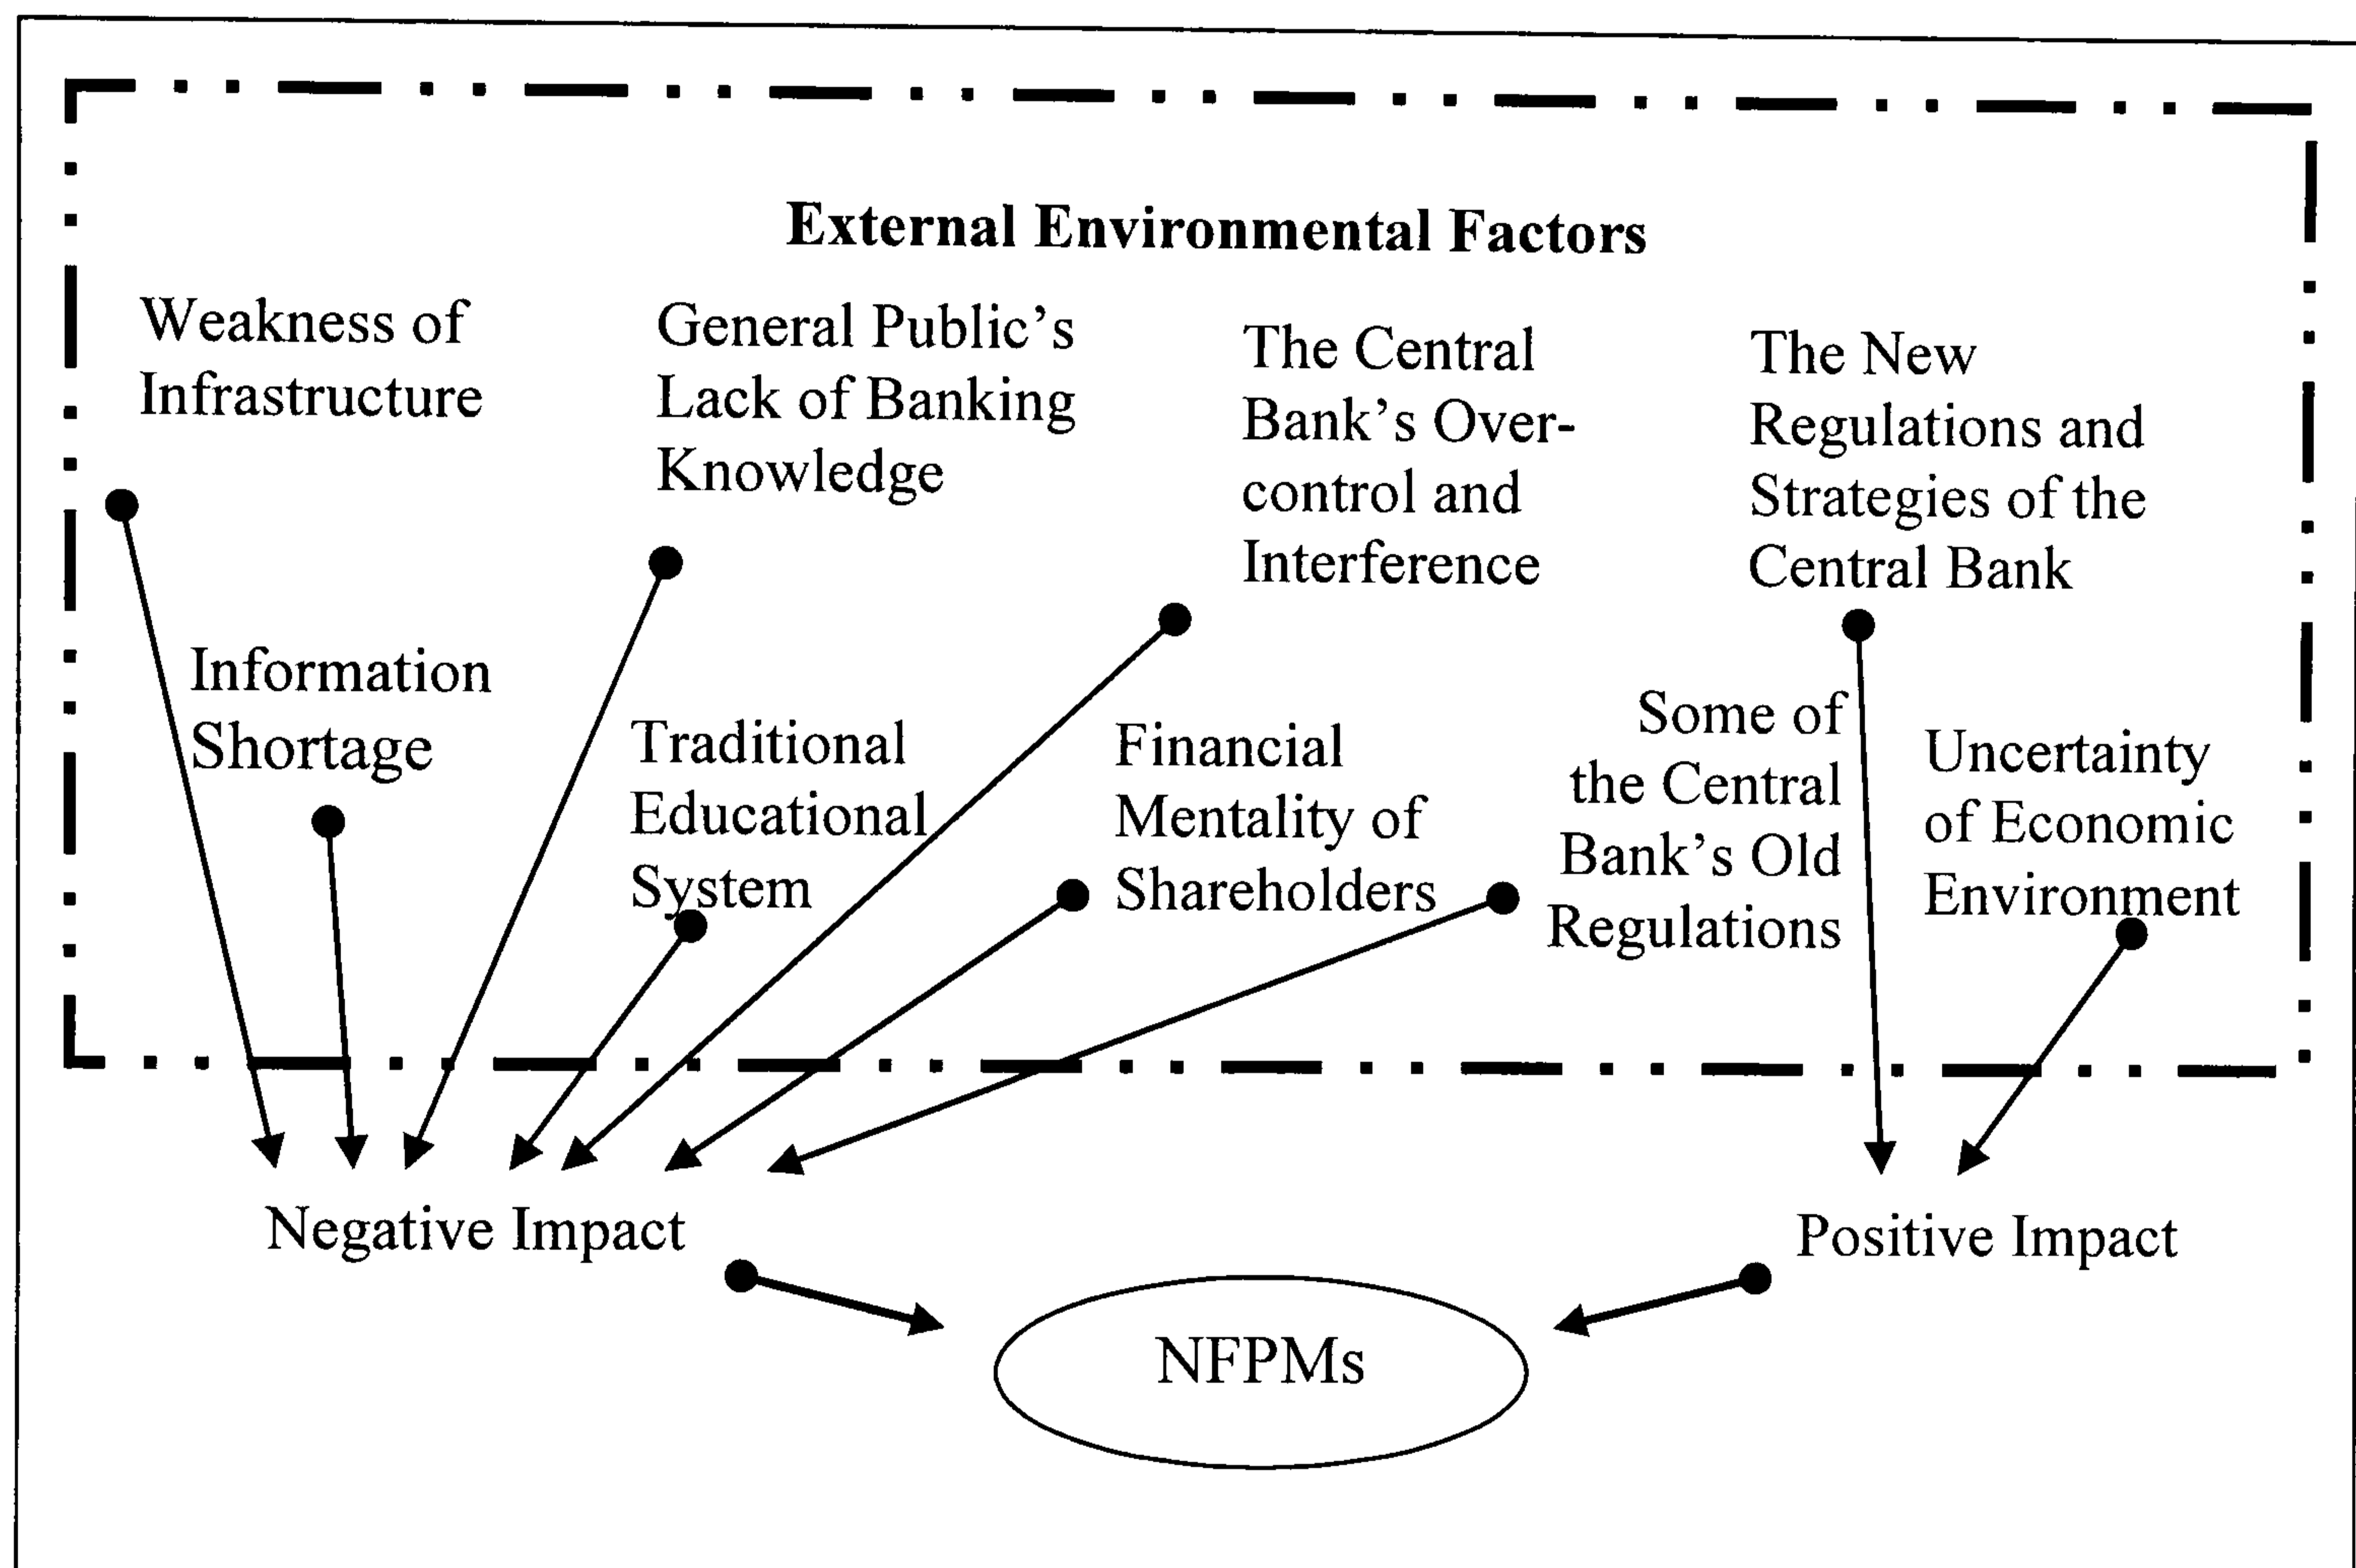 External Environmental Factors
Weakness of
Infrastructure
General Public's
Lack of Banking
Knowledge
The Central
Bank's Over-
control and
Interference
The New
Regulations and
Strategies of the
Central Bank
Information
Shortage
Traditional
Educational
System
Financial
Mentality of
Shareholders
Some of
the Central
Bank's Old
Regulations
Uncertainty
of Economic
Environment
Negative Impact
Positive Impact
NFPMs